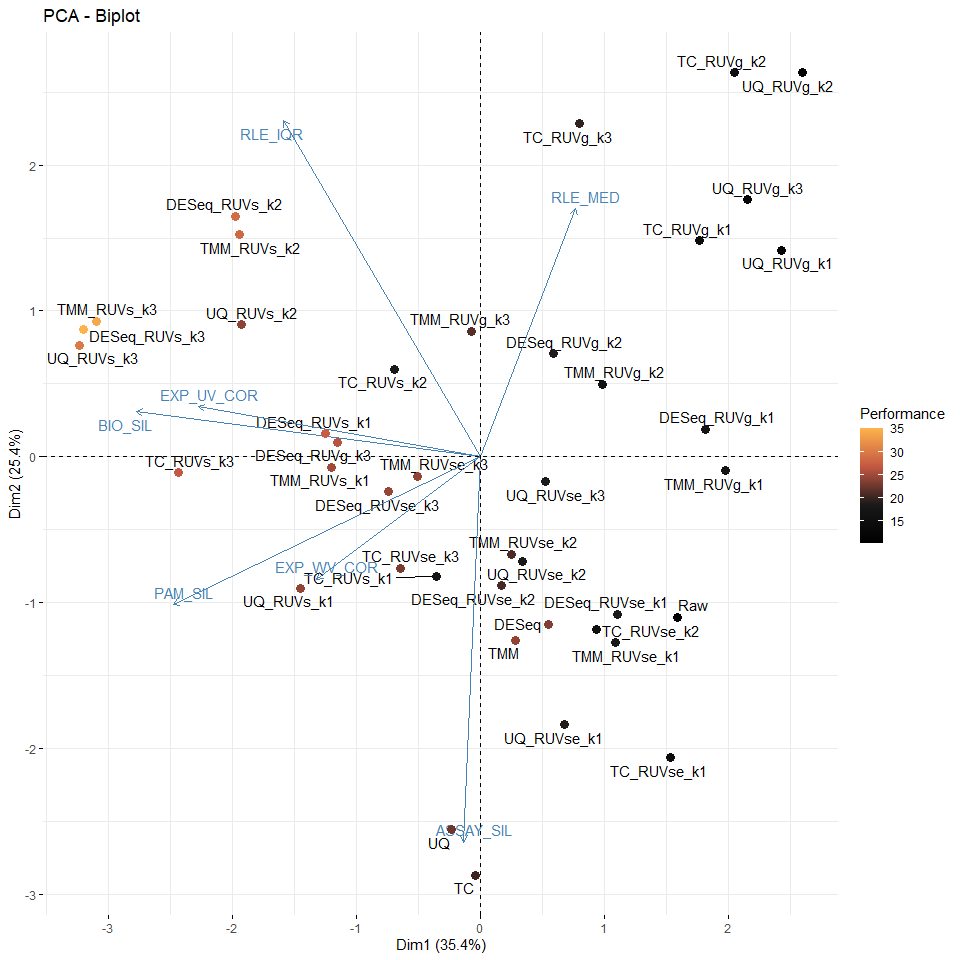 PCA - Biplot
TC_RUVg_k2
UQ_RUVg_k2
RLE_IQR
TC_RUVg_k3
2
UQ_RUVg_k3
RLE_MED
DESeq_RUVs_k2
TC_RUVg_k1
TMM_RUVs_k2
UQ_RUVg_k1
TMM_RUVs_k3
UQ_RUVs_k2
1
TMM_RUVg_k3
DESeq_RUVs_k3
DESeq_RUVg_k2
UQ_RUVs_k3
TMM_RUVg_k2
TC_RUVs_k2
EXP_UV_COR
BIO_SIL
DESeq_RUVs_k1
DESeq_RUVg_k1
Performance
35
30
25
20
15
DESeq_RUVg_k3
0
TC_RUVs_k3
TMM_RUVse_k3
TMM_RUVs_k1
TMM_RUVg_k1
UQ_RUVse_k3
DESeq_RUVse_k3
Dim2 (25.4%)
TMM_RUVse_k2
TC_RUVse_k3
EXP_WV_COR
TC_RUVs_k1
UQ_RUVse_k2
PAM_SIL
UQ_RUVs_k1
DESeq_RUVse_k2
DESeq_RUVse_k1
Raw
-1
DESeq
TC_RUVse_k2
TMM
TMM_RUVse_k1
UQ_RUVse_k1
-2
TC_RUVse_k1
ASSAY_SIL
UQ
TC
-3
-3
-2
-1
0
1
2
Dim1 (35.4%)